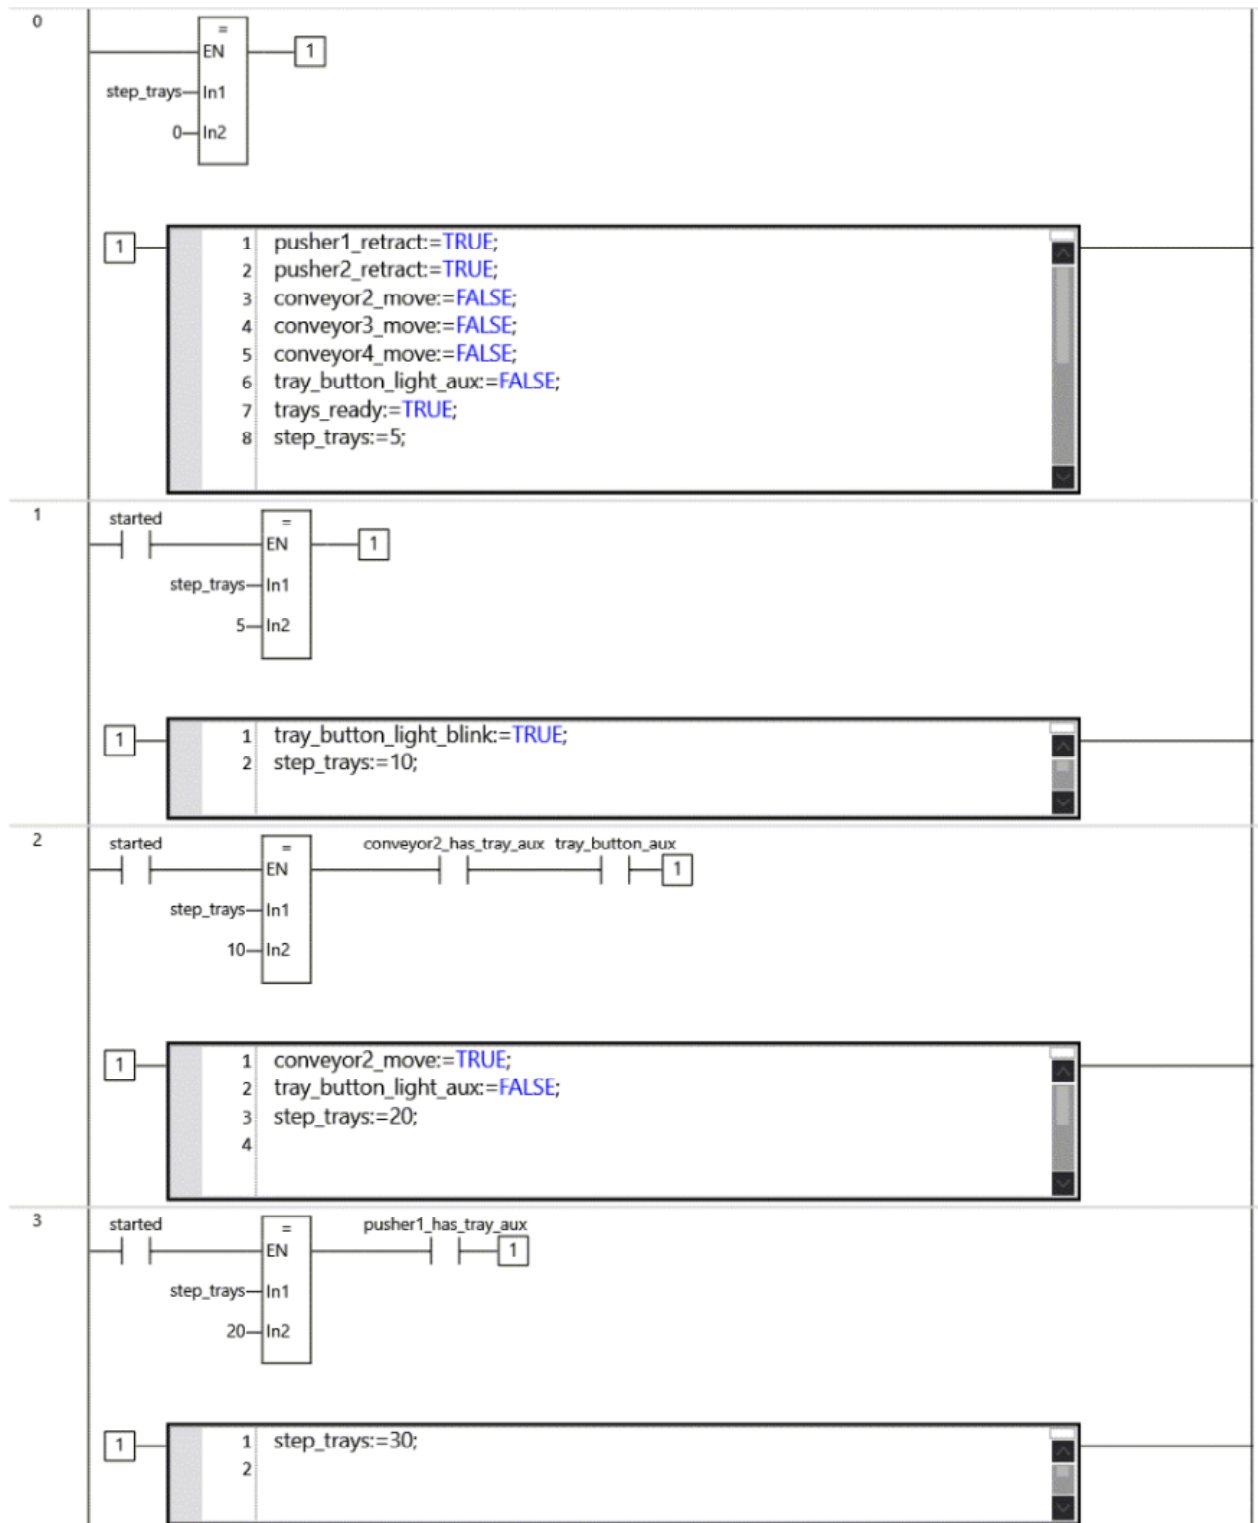 0
=
EN
1
step_trays In1
0 In2
1
1 pusher1_retract:=TRUE;
2 pusher2_retract:=TRUE;
3 conveyor2_move:=FALSE;
4 conveyor3_move:=FALSE;
5 conveyor4_move:=FALSE;
6 tray_button_light_aux:=FALSE;
7 trays_ready:=TRUE;
8 step_trays:=5;
1
started
=
EN
1
step_trays In1
5 In2
1
1 tray_button_light_blink:=TRUE;
2 step_trays:=10;
2
started
=
conveyor2_has_tray_aux tray_button_aux
EN
1
step_trays In1
10 In2
1
1 conveyor2_move:=TRUE;
2 tray_button_light_aux:=FALSE;
3 step_trays:=20;
4
3
started
=
pusher1_has_tray_aux
EN
1
step_trays In1
20 In2
1
1 step_trays:=30;
2